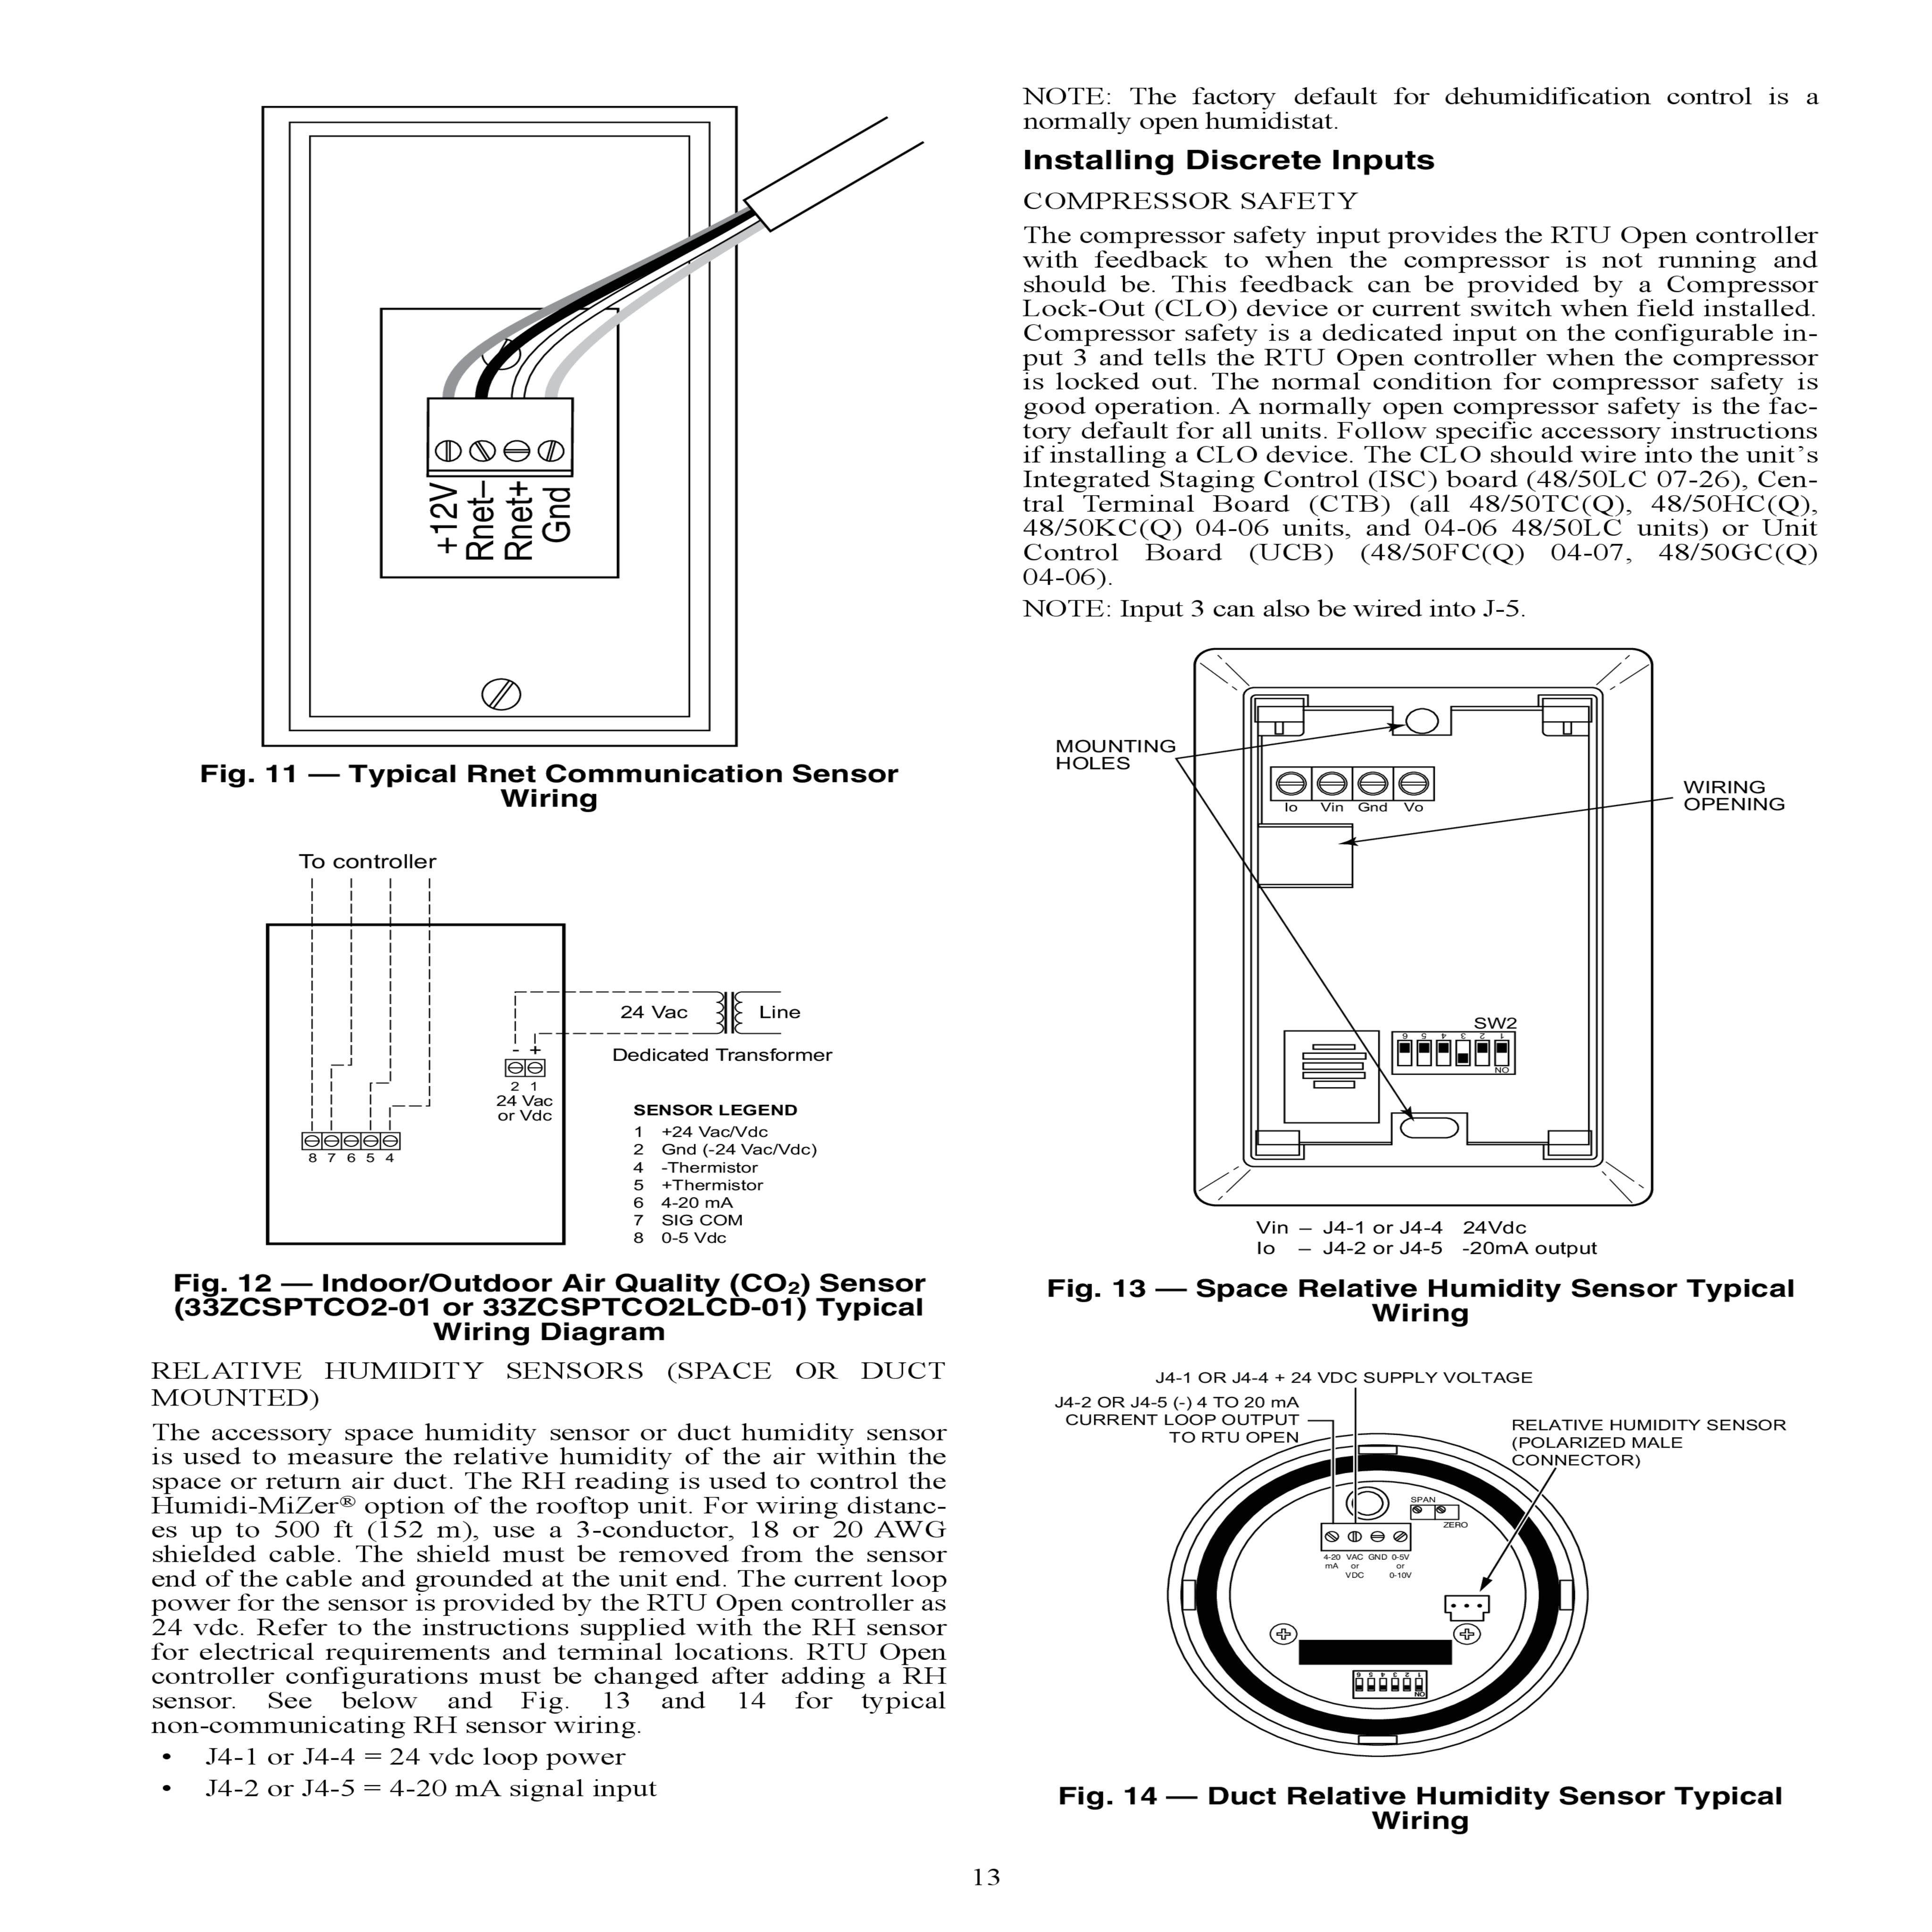 +12V
Rnet–
Rnet+
Gnd
Fig. 11 — Typical Rnet Communication Sensor
Wiring
To controller
24 Vac
Line
Dedicated Transformer
- +
2 1
24 Vac
or Vdc
8 7 6 5 4
SENSOR LEGEND
1 +24 Vac/Vdc
2 Gnd (-24 Vac/Vdc)
4 -Thermistor
5 +Thermistor
6 4-20 mA
7 SIG COM
8 0-5 Vdc
Fig. 12 — Indoor/Outdoor Air Quality (CO2) Sensor
(33ZCSPTCO2-01 or 33ZCSPTCO2LCD-01) Typical
Wiring Diagram
RELATIVE HUMIDITY SENSORS (SPACE OR DUCT
MOUNTED)
The accessory space humidity sensor or duct humidity sensor
is used to measure the relative humidity of the air within the
space or return air duct. The RH reading is used to control the
Humidi-MiZer® option of the rooftop unit. For wiring distanc-
es up to 500 ft (152 m), use a 3-conductor, 18 or 20 AWG
shielded cable. The shield must be removed from the sensor
end of the cable and grounded at the unit end. The current loop
power for the sensor is provided by the RTU Open controller as
24 vdc. Refer to the instructions supplied with the RH sensor
for electrical requirements and terminal locations. RTU Open
controller configurations must be changed after adding a RH
sensor. See below and Fig. 13 and 14 for typical
non-communicating RH sensor wiring.
• J4-1 or J4-4 = 24 vdc loop power
• J4-2 or J4-5 = 4-20 mA signal input
NOTE: The factory default for dehumidification control is a
normally open humidistat.
Installing Discrete Inputs
COMPRESSOR SAFETY
The compressor safety input provides the RTU Open controller
with feedback to when the compressor is not running and
should be. This feedback can be provided by a Compressor
Lock-Out (CLO) device or current switch when field installed.
Compressor safety is a dedicated input on the configurable in-
put 3 and tells the RTU Open controller when the compressor
is locked out. The normal condition for compressor safety is
good operation. A normally open compressor safety is the fac-
tory default for all units. Follow specific accessory instructions
if installing a CLO device. The CLO should wire into the unit's
Integrated Staging Control (ISC) board (48/50LC 07-26), Cen-
tral Terminal Board (CTB) (all 48/50TC(Q), 48/50HC(Q),
48/50KC(Q) 04-06 units, and 04-06 48/50LC units) or Unit
Control Board (UCB) (48/50FC(Q) 04-07, 48/50GC(Q)
04-06).
NOTE: Input 3 can also be wired into J-5.
MOUNTING
HOLES
WIRING
OPENING
Io Vin Gnd Vo
SW2
6 5 4 3 2 1
NO
Vin – J4-1 or J4-4 24Vdc
Io – J4-2 or J4-5 -20mA output
Fig. 13 — Space Relative Humidity Sensor Typical
Wiring
J4-1 OR J4-4 + 24 VDC SUPPLY VOLTAGE
J4-2 OR J4-5 (-) 4 TO 20 mA
CURRENT LOOP OUTPUT
TO RTU OPEN
RELATIVE HUMIDITY SENSOR
(POLARIZED MALE
CONNECTOR)
SPAN
ZERO
4-20 VAC GND 0-5V
mA or or
VDC 0-10V
6 5 4 3 2 1
NO
Fig. 14 — Duct Relative Humidity Sensor Typical
Wiring
13